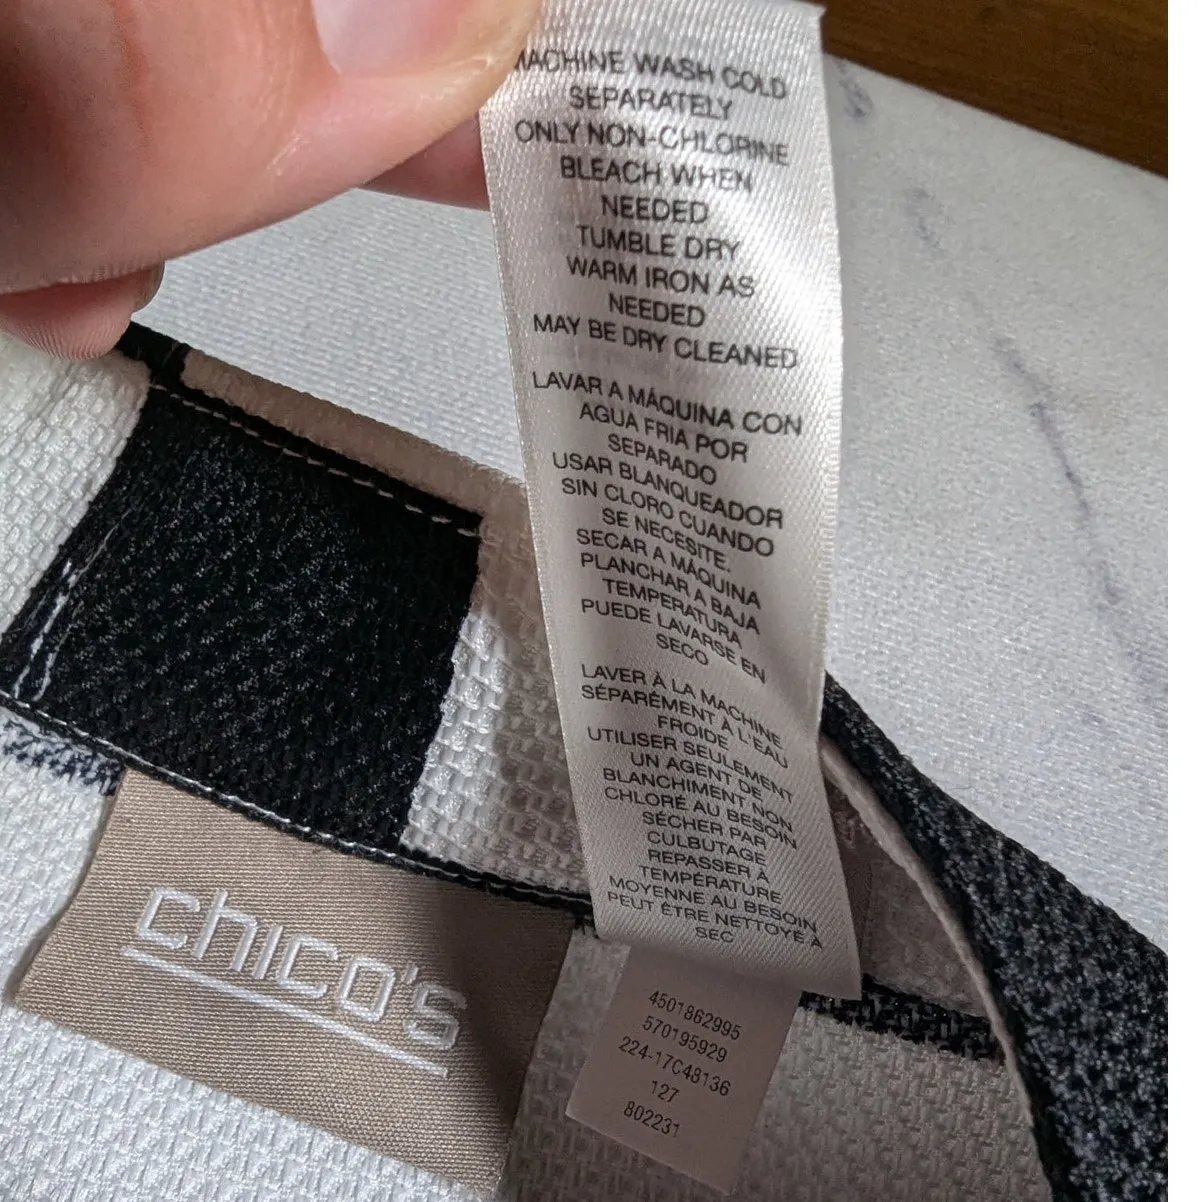 MACHINE WASH COLD
SEPARATELY
ONLY NON-CHLORINE
BLEACH WHEN
NEEDED
TUMBLE DRY
WARM IRON AS
NEEDED
MAY BE DRY CLEANED
LAVAR A MÁQUINA CON
AGUA FRIA POR
SEPARADO
USAR BLANQUEADOR
SIN CLORO CUANDO
SE NECESITE.
SECAR A MÁQUINA
PLANCHAR A BAJA
TEMPERATURA
PUEDE LAVARSE EN
SECO
LAVER À LA MACHINE
SÉPARÉMENT À L'EAU
FROIDE
UTILISER SEULEMENT
UN AGENT DE
BLANCHIMENT NON
CHLORÉ AU BESOIN
SÉCHER PAR
CULBUTAGE
REPASSER À
TEMPÉRATURE
MOYENNE AU BESOIN
PEUT ÊTRE NETTOYÉ À
SEC
chico's
4501862995
570195929
224-17C48136
127
802231